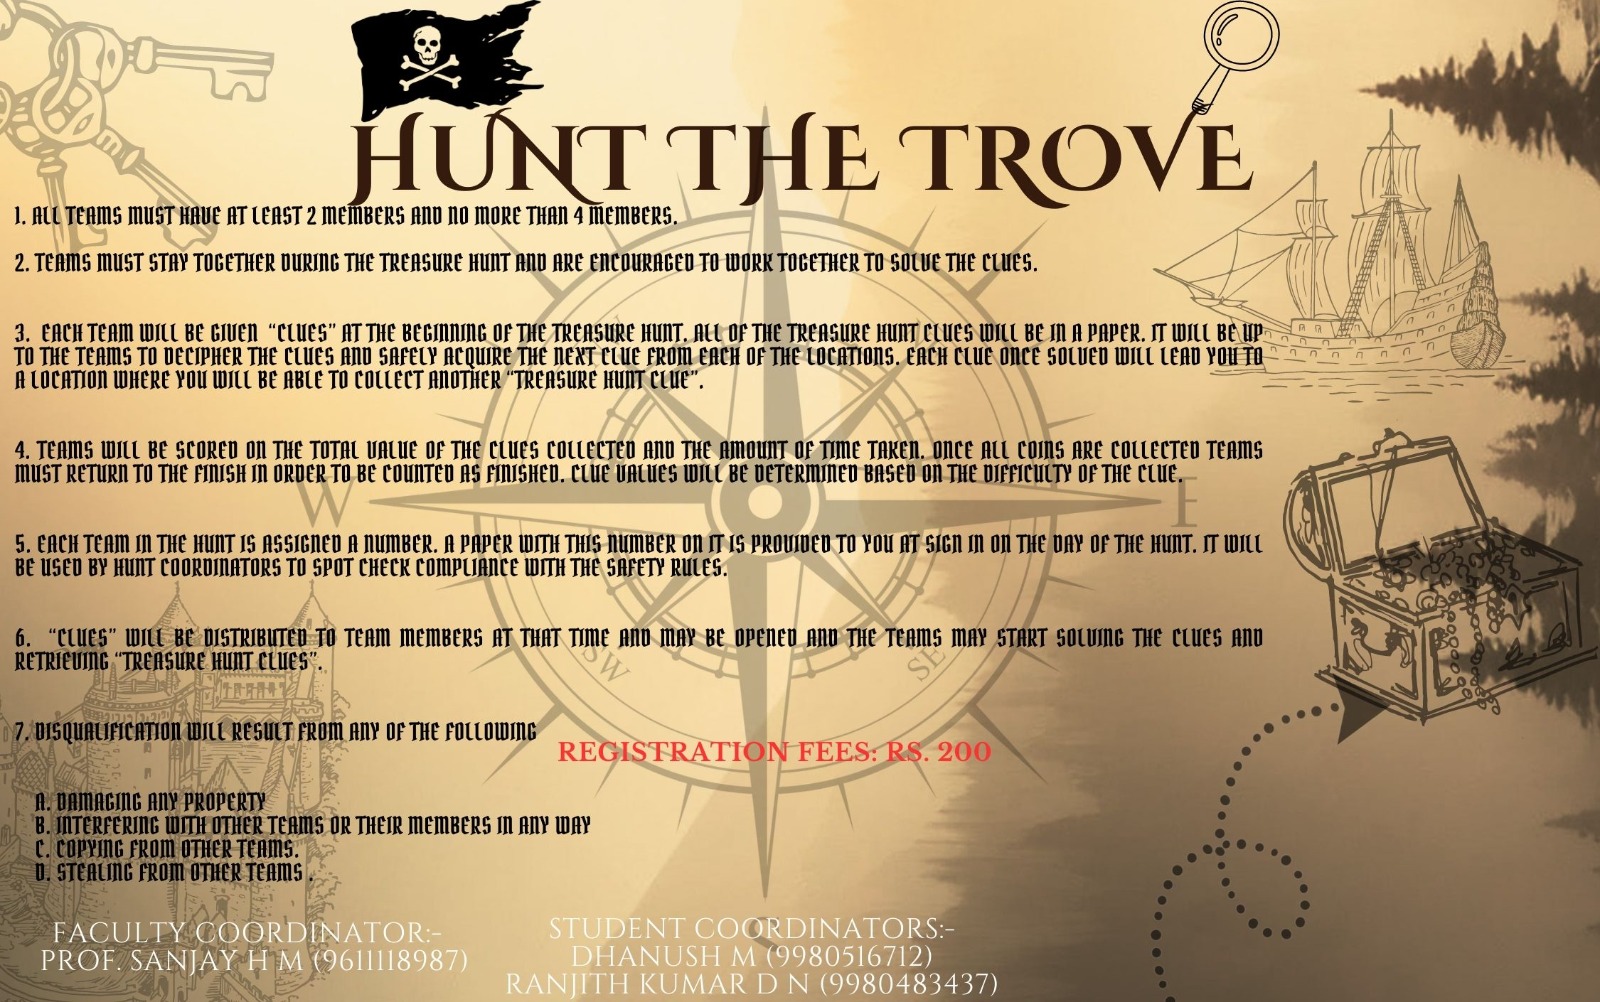 HUNT THE TROVE
1. ALL TEAMS MUST HAVE AT LEAST 2 MEMBERS AND NO MORE THAN 4 MEMBERS.
2. TEAMS MUST STAY TOGETHER DURING THE TREASURE HUNT AND ARE ENCOURAGED TO WORK TOGETHER TO SOLVE THE CLUES.
3. EACH TEAM WILL BE GIVEN “CLUES” AT THE BEGINNING OF THE TREASURE HUNT. ALL OF THE TREASURE HUNT CLUES WILL BE IN A PAPER. IT WILL BE UP
TO THE TEAMS TO DECIPHER THE CLUES AND SAFELY ACQUIRE THE NEXT CLUE FROM EACH OF THE LOCATIONS. EACH CLUE ONCE SOLVED WILL LEAD YOU TO
A LOCATION WHERE YOU WILL BE ABLE TO COLLECT ANOTHER “TREASURE HUNT CLUE”.
4. TEAMS WILL BE SCORED ON THE TOTAL VALUE OF THE CLUES COLLECTED AND THE AMOUNT OF TIME TAKEN. ONCE ALL COINS ARE COLLECTED TEAMS
MUST RETURN TO THE FINISH IN ORDER TO BE COUNTED AS FINISHED. CLUE VALUES WILL BE DETERMINED BASED ON THE DIFFICULTY OF THE CLUE.
W E
5. EACH TEAM IN THE HUNT IS ASSIGNED A NUMBER. A PAPER WITH THIS NUMBER ON IT IS PROVIDED TO YOU AT SIGN IN ON THE DAY OF THE HUNT. IT WILL
BE USED BY HUNT COORDINATORS TO SPOT CHECK COMPLIANCE WITH THE SAFETY RULES.
6. “CLUES” WILL BE DISTRIBUTED TO TEAM MEMBERS AT THAT TIME AND MAY BE OPENED AND THE TEAMS MAY START SOLVING THE CLUES AND
RETRIEVING “TREASURE HUNT CLUES”.
SW SE
7. DISQUALIFICATION WILL RESULT FROM ANY OF THE FOLLOWING
REGISTRATION FEES: RS. 200
A. DAMAGING ANY PROPERTY
B. INTERFERING WITH OTHER TEAMS OR THEIR MEMBERS IN ANY WAY
C. COPYING FROM OTHER TEAMS.
D. STEALING FROM OTHER TEAMS .
FACULTY COORDINATOR:-
PROF. SANJAY H M (9611118987)
STUDENT COORDINATORS:-
DHANUSH M (9980516712)
RANJITH KUMAR D N (9980483437)